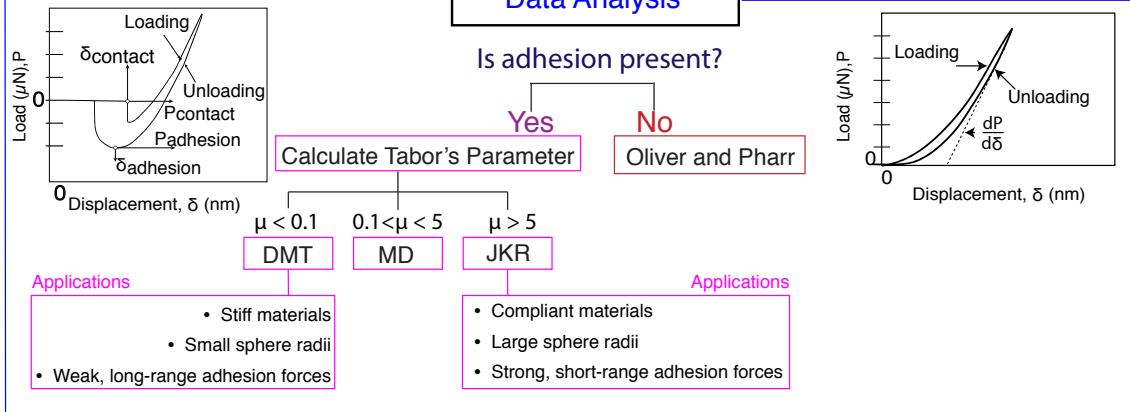 Data Analysis
Is adhesion present?
Yes
No
Calculate Tabor's Parameter
Oliver and Pharr
μ < 0.1
0.1<μ < 5
μ > 5
DMT
MD
JKR
Applications
• Stiff materials
• Small sphere radii
• Weak, long-range adhesion forces
Applications
• Compliant materials
• Large sphere radii
• Strong, short-range adhesion forces
Load (μN),P
0
0
Loading
δcontact
Unloading
Pcontact
Padhesion
δadhesion
Displacement, δ (nm)
Load (μN), P
0
0
Loading
Unloading
dP
dδ
Displacement, δ (nm)